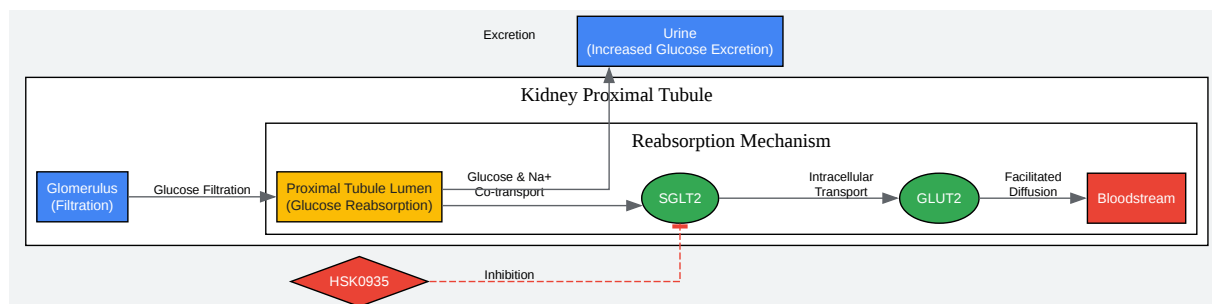 Excretion
Urine
(Increased Glucose Excretion)
Kidney Proximal Tubule
Reabsorption Mechanism
Glomerulus
(Filtration)
Glucose Filtration
Proximal Tubule Lumen
(Glucose Reabsorption)
Glucose & Na+
Co-transport
SGLT2
Intracellular
Transport
GLUT2
Facilitated
Diffusion
Bloodstream
HSK0935
Inhibition